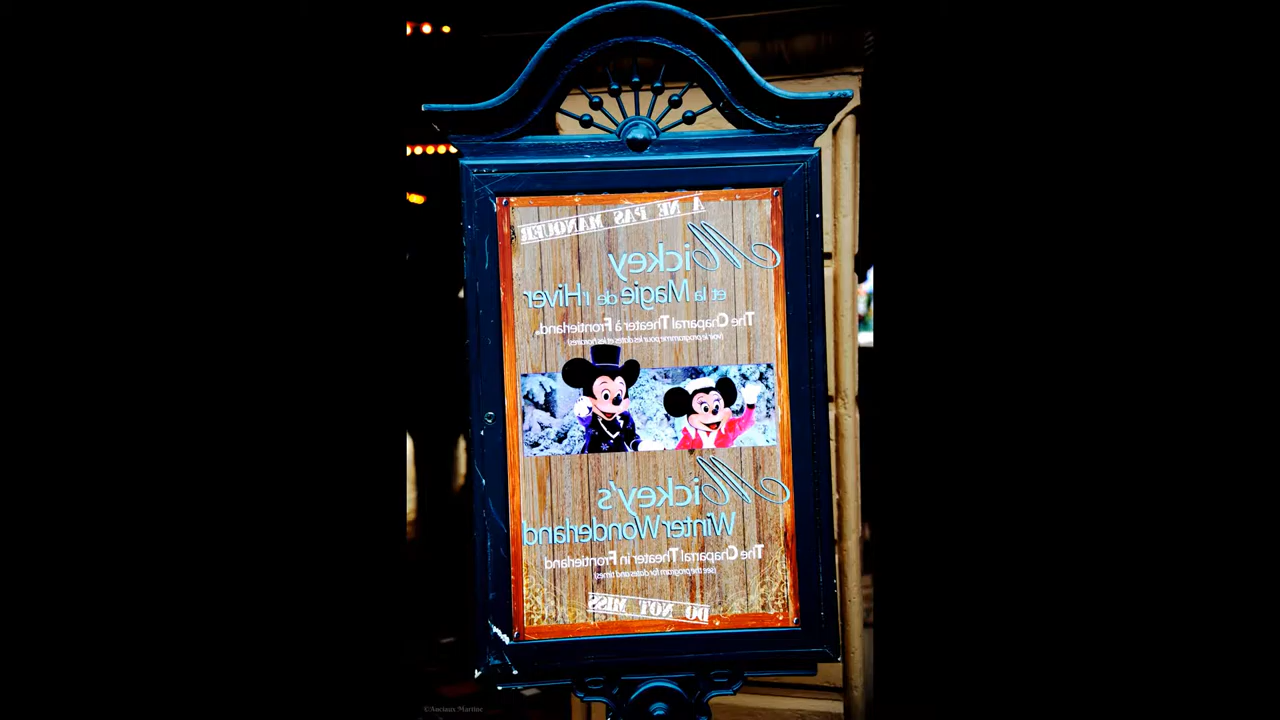 À NE PAS MANQUER
Mickey
et la Magie de l'Hiver
The Chaparral Theater à Frontierland,
(voir le programme pour les dates et les horaires)
Mickey's
Winter Wonderland
The Chaparral Theater in Frontierland
(see the program for dates and times)
DO NOT MISS
©Anciaux Martine